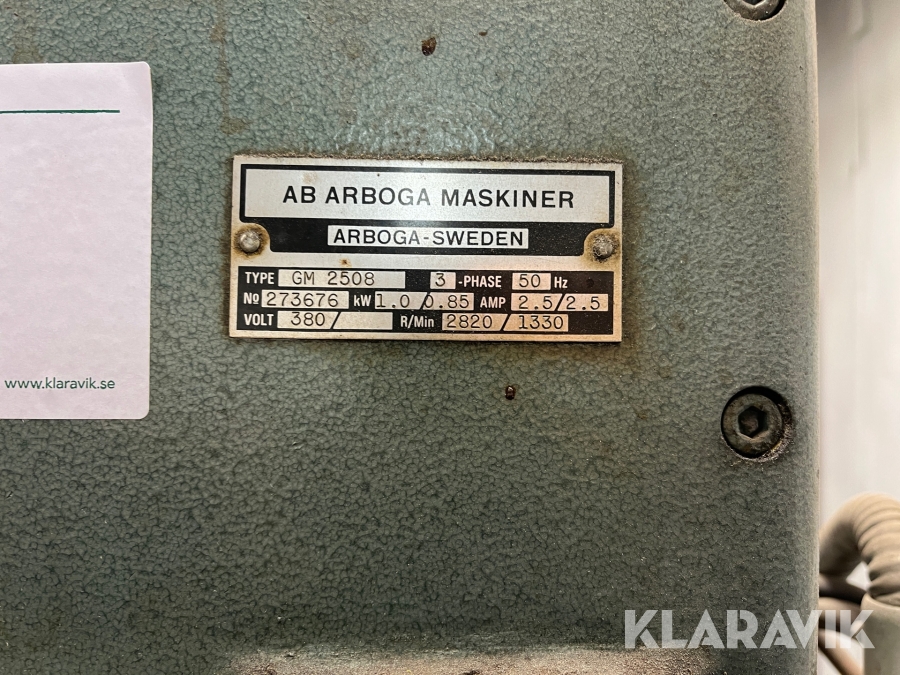 AB ARBOGA MASKINER
ARBOGA-SWEDEN
TYPE GM 2508 3 -PHASE 50 Hz
No 273676 kW 1.0/0.85 AMP 2.5/2.5
VOLT 380/ R/Min 2820/1330
www.klaravik.se
KLARAVIK